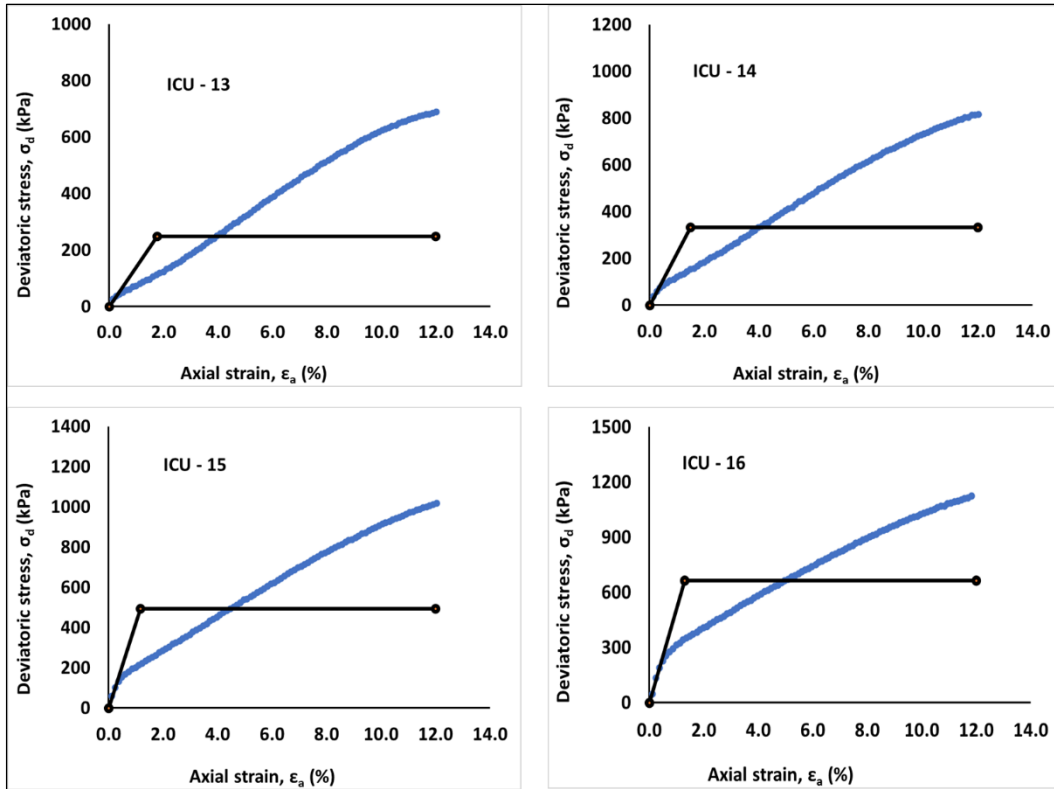 1000
800
600
400
200
0
ICU - 13
Deviatoric stress, σd (kPa)
0.0 2.0 4.0 6.0 8.0 10.0 12.0 14.0
Axial strain, εa (%)
1200
1000
800
600
400
200
0
ICU - 14
Deviatoric stress, σd (kPa)
0.0 2.0 4.0 6.0 8.0 10.0 12.0 14.0
Axial strain, εa (%)
1400
1200
1000
800
600
400
200
0
ICU - 15
Deviatoric stress, σd (kPa)
0.0 2.0 4.0 6.0 8.0 10.0 12.0 14.0
Axial strain, εa (%)
1500
1200
900
600
300
0
ICU - 16
Deviatoric stress, σd (kPa)
0.0 2.0 4.0 6.0 8.0 10.0 12.0 14.0
Axial strain, εa (%)